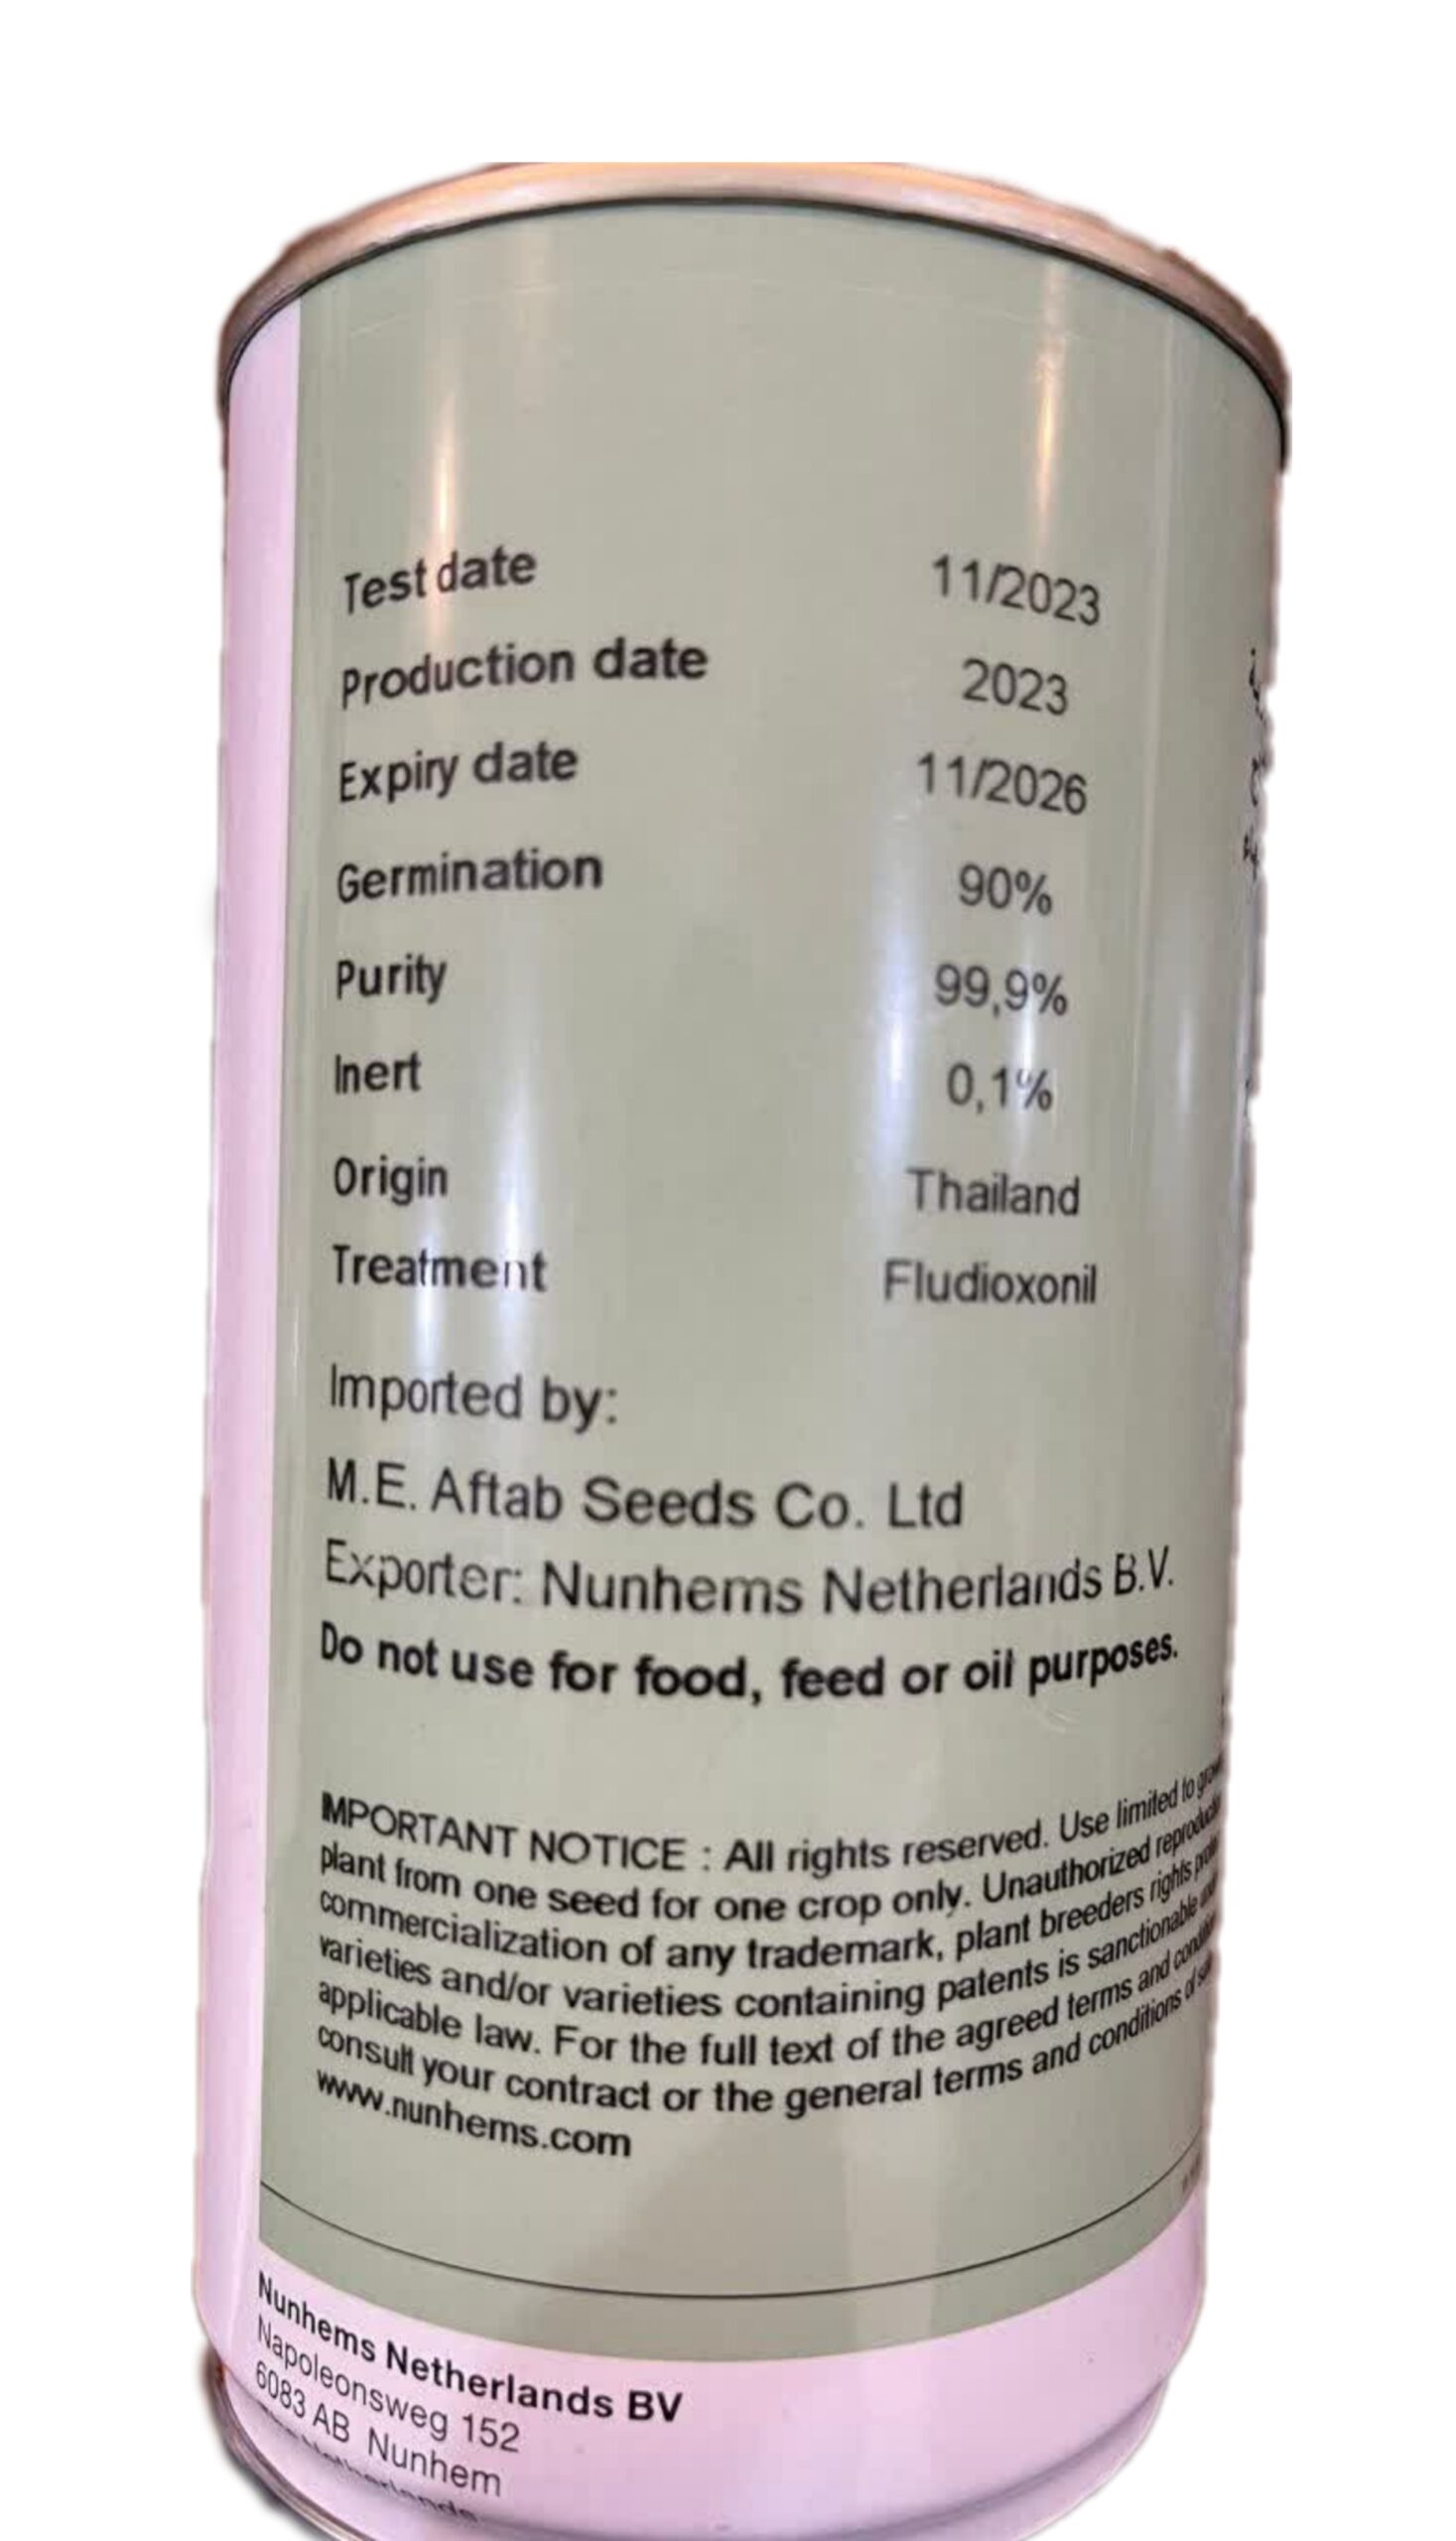 Test date 11/2023
Production date 2023
Expiry date 11/2026
Germination 90%
Purity 99,9%
Inert 0,1%
Origin Thailand
Treatment Fludioxonil
Imported by:
M.E. Aftab Seeds Co. Ltd
Exporter: Nunhems Netherlands B.V.
Do not use for food, feed or oil purposes.
IMPORTANT NOTICE : All rights reserved. Use limited to
plant from one seed for one crop only. Unauthorized
commercialization of any trademark, plant breeders rights
varieties and/or varieties containing patents is sanctionable
applicable law. For the full text of the agreed terms and
consult your contract or the general terms and conditions of
www.nunhems.com
Nunhems Netherlands BV
Napoleonsweg 152
6083 AB Nunhem
Netherlands